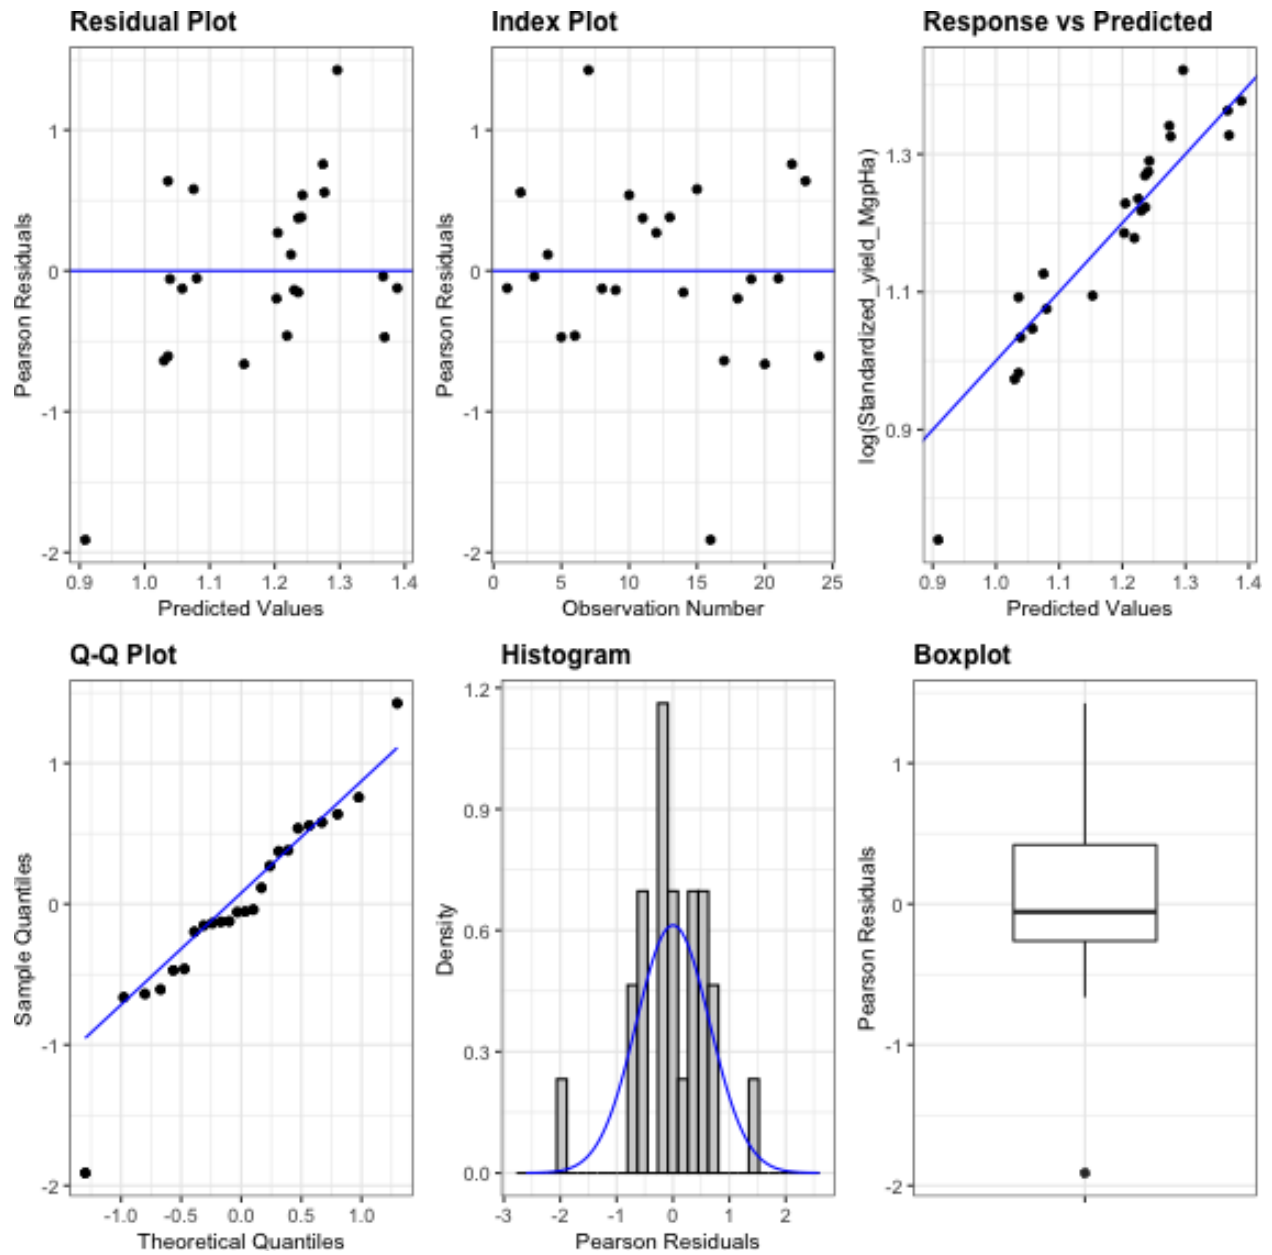 Residual Plot
Pearson Residuals
1
0
-1
-2
0.9 1.0 1.1 1.2 1.3 1.4
Predicted Values
Index Plot
Pearson Residuals
1
0
-1
-2
0 5 10 15 20 25
Observation Number
Response vs Predicted
log(Standardized_yield_MgpHa)
1.3
1.1
0.9
0.9 1.0 1.1 1.2 1.3 1.4
Predicted Values
Q-Q Plot
Sample Quantiles
1
0
-1
-2
-1.0 -0.5 0.0 0.5 1.0
Theoretical Quantiles
Histogram
Density
1.2
0.9
0.6
0.3
0.0
-3 -2 -1 0 1 2
Pearson Residuals
Boxplot
Pearson Residuals
1
0
-1
-2